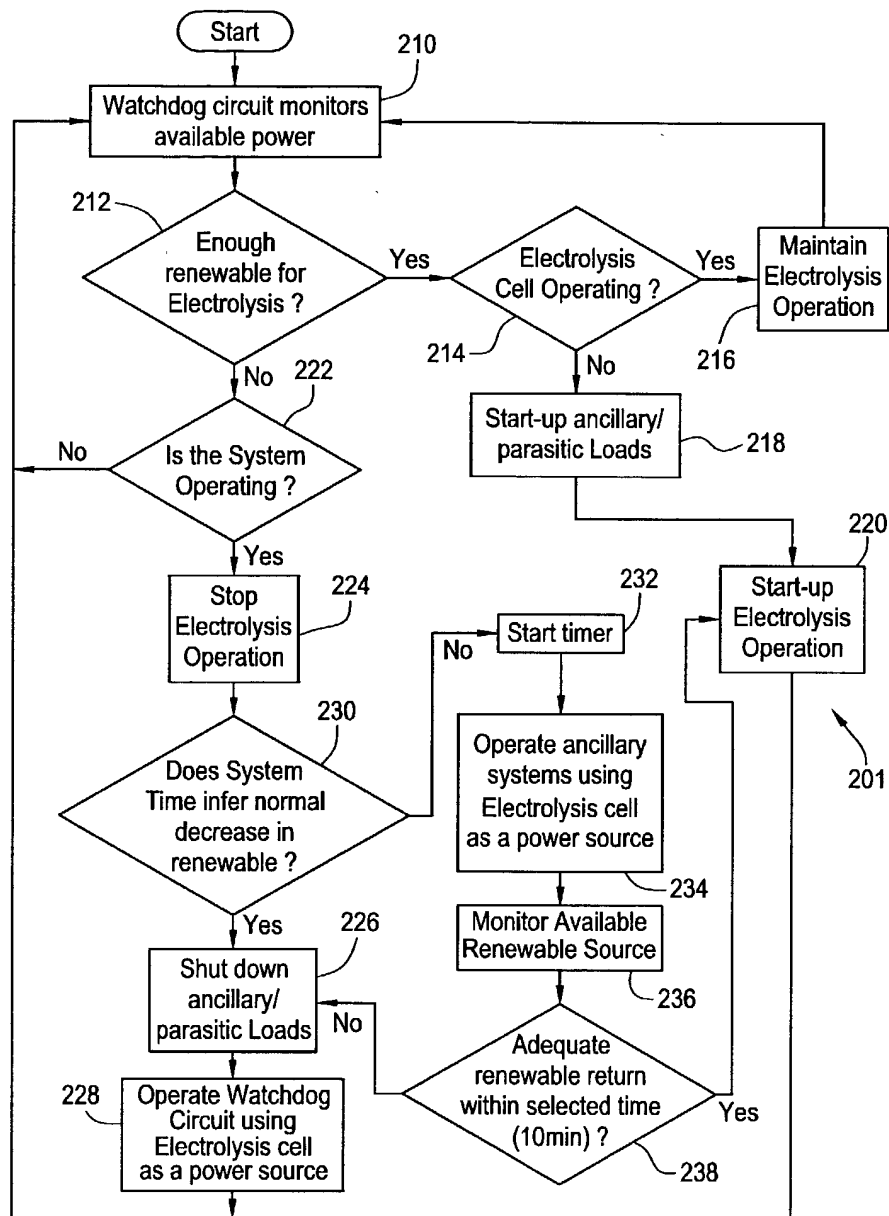 Start
210
Watchdog circuit monitors
available power
212
Enough
renewable for
Electrolysis ?
Yes
Electrolysis
Cell Operating ?
214
Yes
Maintain
Electrolysis
Operation
216
No
222
No
Start-up ancillary/
parasitic Loads
218
Is the System
Operating ?
No
Yes
220
Start-up
Electrolysis
Operation
201
Stop
Electrolysis
Operation
224
232
Start timer
No
230
Does System
Time infer normal
decrease in
renewable ?
Operate ancillary
systems using
Electrolysis cell
as a power source
234
Yes
226
Shut down
ancillary/
parasitic Loads
Monitor Available
Renewable Source
236
No
Adequate
renewable return
within selected time
(10min) ?
Yes
238
228
Operate Watchdog
Circuit using
Electrolysis cell
as a power source